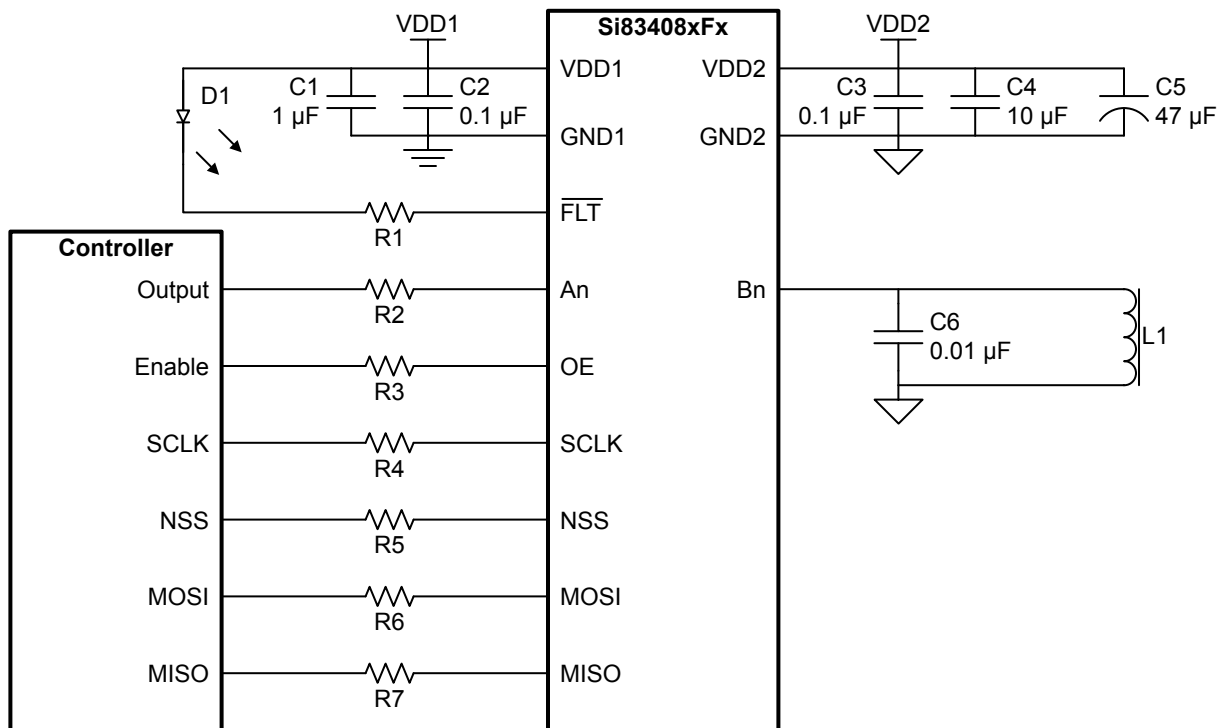 VDD1
Si83408xFx
VDD2
D1
C1
1 µF
C2
0.1 µF
VDD1
VDD2
C3
0.1 µF
C4
10 µF
C5
47 µF
GND1
GND2
R1
FLT
Controller
Output
R2
An
Bn
C6
0.01 µF
L1
Enable
R3
OE
SCLK
R4
SCLK
NSS
R5
NSS
MOSI
R6
MOSI
MISO
R7
MISO